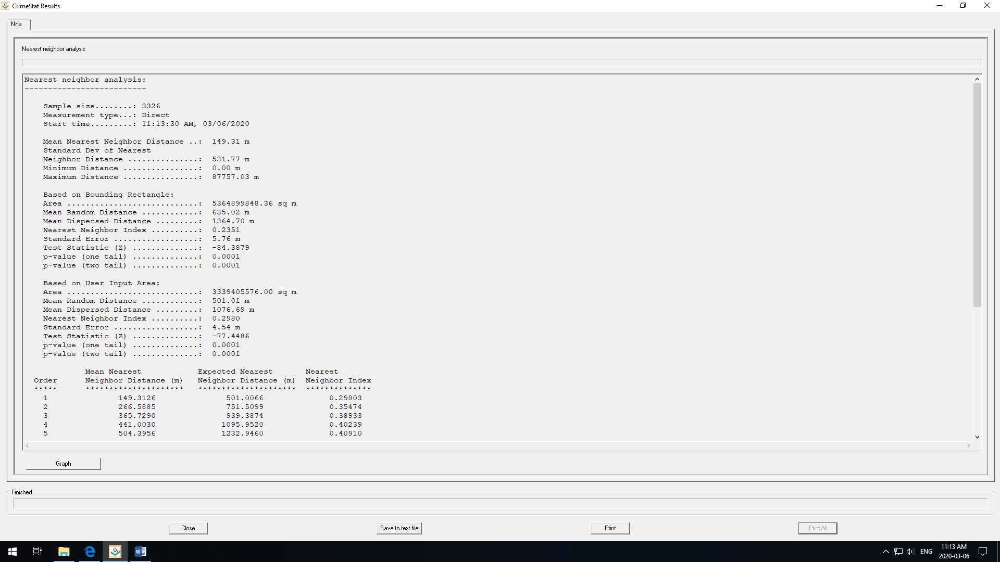 CrimeStat Results
Nna
Nearest neighbor analysis
Nearest neighbor analysis:
--------------------------
Sample size........: 3326
Measurement type...: Direct
Start time.........: 11:13:30 AM, 03/06/2020
Mean Nearest Neighbor Distance ..: 149.31 m
Standard Dev of Nearest
Neighbor Distance ...............: 531.77 m
Minimum Distance ................: 0.00 m
Maximum Distance ................: 87757.03 m
Based on Bounding Rectangle:
Area ............................: 5364899848.36 sq m
Mean Random Distance ............: 635.02 m
Mean Dispersed Distance .........: 1364.70 m
Nearest Neighbor Index ..........: 0.2351
Standard Error ..................: 5.76 m
Test Statistic (Z) ..............: -84.3879
p-value (one tail) ..............: 0.0001
p-value (two tail) ..............: 0.0001
Based on User Input Area:
Area ............................: 3339405576.00 sq m
Mean Random Distance ............: 501.01 m
Mean Dispersed Distance .........: 1076.69 m
Nearest Neighbor Index ..........: 0.2980
Standard Error ..................: 4.54 m
Test Statistic (Z) ..............: -77.4486
p-value (one tail) ..............: 0.0001
p-value (two tail) ..............: 0.0001
Mean Nearest Expected Nearest Nearest
Order Neighbor Distance (m) Neighbor Distance (m) Neighbor Index
***** ********************* ********************* **************
1 149.3126 501.0066 0.29803
2 266.5885 751.5099 0.35474
3 365.7290 939.3874 0.38933
4 441.0030 1095.9520 0.40239
5 504.3956 1232.9460 0.40910
Graph
Finished
Close Save to text file Print Print All
ENG
11:13 AM
2020-03-06